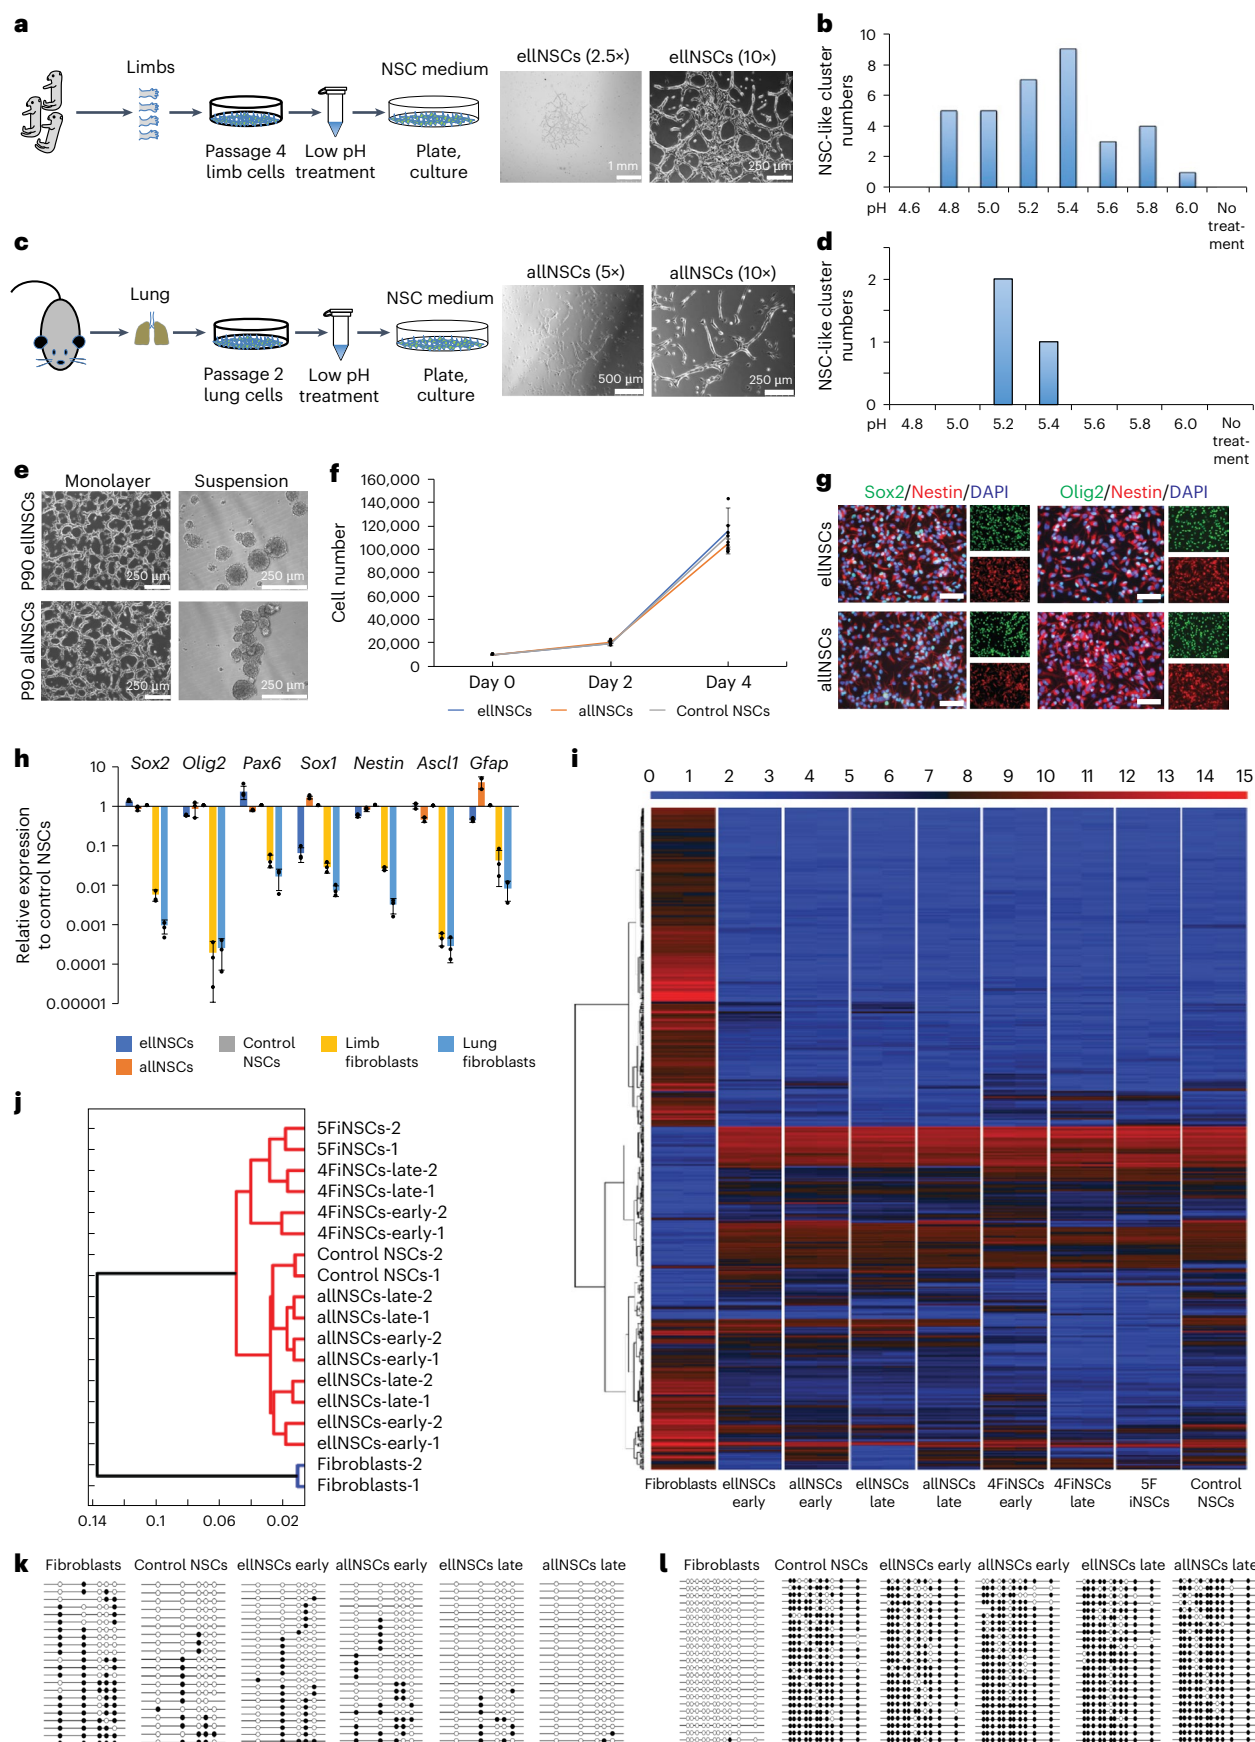 a
Limbs
Passage 4
limb cells
Low pH
treatment
NSC medium
Plate,
culture
ellNSCs (2.5×)
1 mm
ellNSCs (10×)
250 µm
b
NSC-like cluster
numbers
10
8
6
4
2
0
pH 4.6 4.8 5.0 5.2 5.4 5.6 5.8 6.0 No
treat-
ment
c
Lung
Passage 2
lung cells
Low pH
treatment
NSC medium
Plate,
culture
allNSCs (5×)
500 µm
allNSCs (10×)
250 µm
d
NSC-like cluster
numbers
2
1
0
pH 4.8 5.0 5.2 5.4 5.6 5.8 6.0 No
treat-
ment
e
Monolayer Suspension
P90 ellNSCs
250 µm 250 µm
P90 allNSCs
250 µm 250 µm
f
Cell number
160,000
140,000
120,000
100,000
80,000
60,000
40,000
20,000
0
Day 0 Day 2 Day 4
ellNSCs allNSCs Control NSCs
g
Sox2/Nestin/DAPI Olig2/Nestin/DAPI
ellNSCs
allNSCs
h
Sox2 Olig2 Pax6 Sox1 Nestin Ascl1 Gfap
Relative expression
to control NSCs
10
1
0.1
0.01
0.001
0.0001
0.00001
ellNSCs
allNSCs
Control
NSCs
Limb
fibroblasts
Lung
fibroblasts
i
0 1 2 3 4 5 6 7 8 9 10 11 12 13 14 15
Fibroblasts
ellNSCs
early
allNSCs
early
ellNSCs
late
allNSCs
late
4FiNSCs
early
4FiNSCs
late
5F
iNSCs
Control
NSCs
j
5FiNSCs-2
5FiNSCs-1
4FiNSCs-late-2
4FiNSCs-late-1
4FiNSCs-early-2
4FiNSCs-early-1
Control NSCs-2
Control NSCs-1
allNSCs-late-2
allNSCs-late-1
allNSCs-early-2
allNSCs-early-1
ellNSCs-late-2
ellNSCs-late-1
ellNSCs-early-2
ellNSCs-early-1
Fibroblasts-2
Fibroblasts-1
0.14 0.1 0.06 0.02
k
Fibroblasts Control NSCs ellNSCs early allNSCs early ellNSCs late allNSCs late
l
Fibroblasts Control NSCs ellNSCs early allNSCs early ellNSCs late allNSCs late